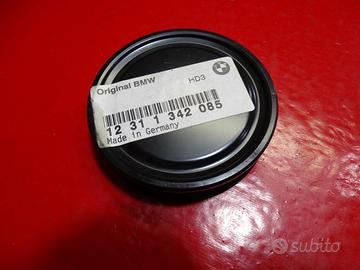 Original BMW HD3
12 31 1 342 085
Made in Germany
subito